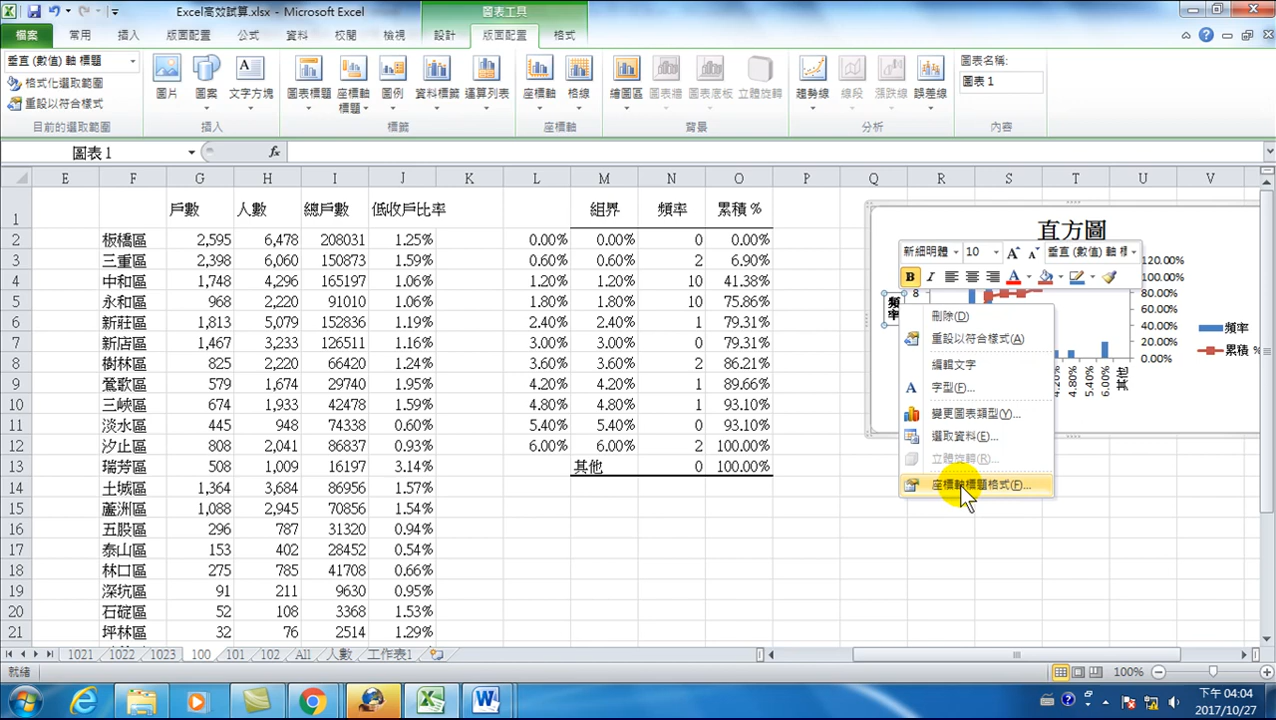 Excel高效試算.xlsx - Microsoft Excel
圖表工具
檔案 常用 插入 版面配置 公式 資料 校閱 檢視 設計 版面配置 格式
垂直 (數值) 軸 標題
格式化選取範圍
重設以符合樣式
目前的選取範圍
圖片 圖案 文字方塊
插入
圖表標題 座標軸標題 圖例 資料標籤 運算列表
標籤
座標軸 格線
座標軸
繪圖區 圖表牆 圖表底板 立體旋轉
背景
趨勢線 線段 漲跌線 誤差線
分析
圖表名稱:
圖表 1
內容
圖表 1 fx
E F G H I J K L M N O P Q R S T U V
1 戶數 人數 總戶數 低收戶比率 組界 頻率 累積 %
2 板橋區 2,595 6,478 208831 1.25% 0.00% 0.00% 0 0.00%
3 三重區 2,398 6,060 150873 1.59% 0.60% 0.60% 2 6.90%
4 中和區 1,748 4,296 165197 1.06% 1.20% 1.20% 10 41.38%
5 永和區 968 2,220 91010 1.06% 1.80% 1.80% 10 75.86%
6 新莊區 1,813 5,079 152836 1.19% 2.40% 2.40% 1 79.31%
7 新店區 1,467 3,233 126511 1.16% 3.00% 3.00% 0 79.31%
8 樹林區 825 2,220 66420 1.24% 3.60% 3.60% 2 86.21%
9 鶯歌區 579 1,674 29740 1.95% 4.20% 4.20% 1 89.66%
10 三峽區 674 1,933 42478 1.59% 4.80% 4.80% 1 93.10%
11 淡水區 445 948 74338 0.60% 5.40% 5.40% 0 93.10%
12 汐止區 808 2,041 86837 0.93% 6.00% 6.00% 2 100.00%
13 瑞芳區 508 1,009 16197 3.14% 其他 0 100.00%
14 土城區 1,364 3,684 86956 1.57%
15 蘆洲區 1,088 2,945 70856 1.54%
16 五股區 296 787 31320 0.94%
17 泰山區 153 402 28452 0.54%
18 林口區 275 785 41708 0.66%
19 深坑區 91 211 9630 0.95%
20 石碇區 52 108 3368 1.53%
21 坪林區 32 76 2514 1.29%
直方圖
新細明體 10 A A 垂直 (數值) 軸 標
B I A
120.00%
100.00%
80.00%
60.00%
40.00%
20.00%
0.00%
8
頻率
頻率
累積 %
4.20% 4.80% 5.40% 6.00% 其他
刪除(D)
重設以符合樣式(A)
編輯文字
字型(F)...
變更圖表類型(Y)...
選取資料(E)...
立體旋轉(R)...
座標軸標題格式(F)...
1021 1022 1023 100 101 102 All 人數 工作表1
就緒 100%
下午 04:04
2017/10/27